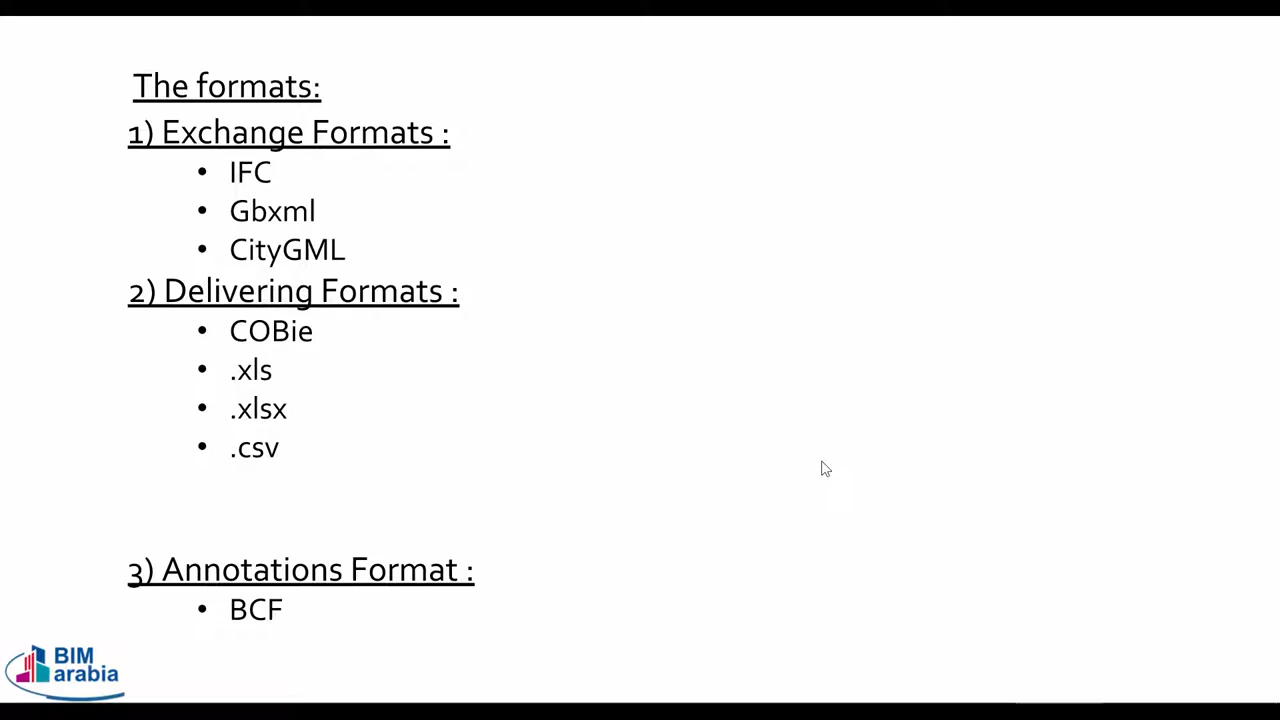 The formats:
1) Exchange Formats :
• IFC
• Gbxml
• CityGML
2) Delivering Formats :
• COBie
• .xls
• .xlsx
• .csv
3) Annotations Format :
• BCF
BIM
arabia